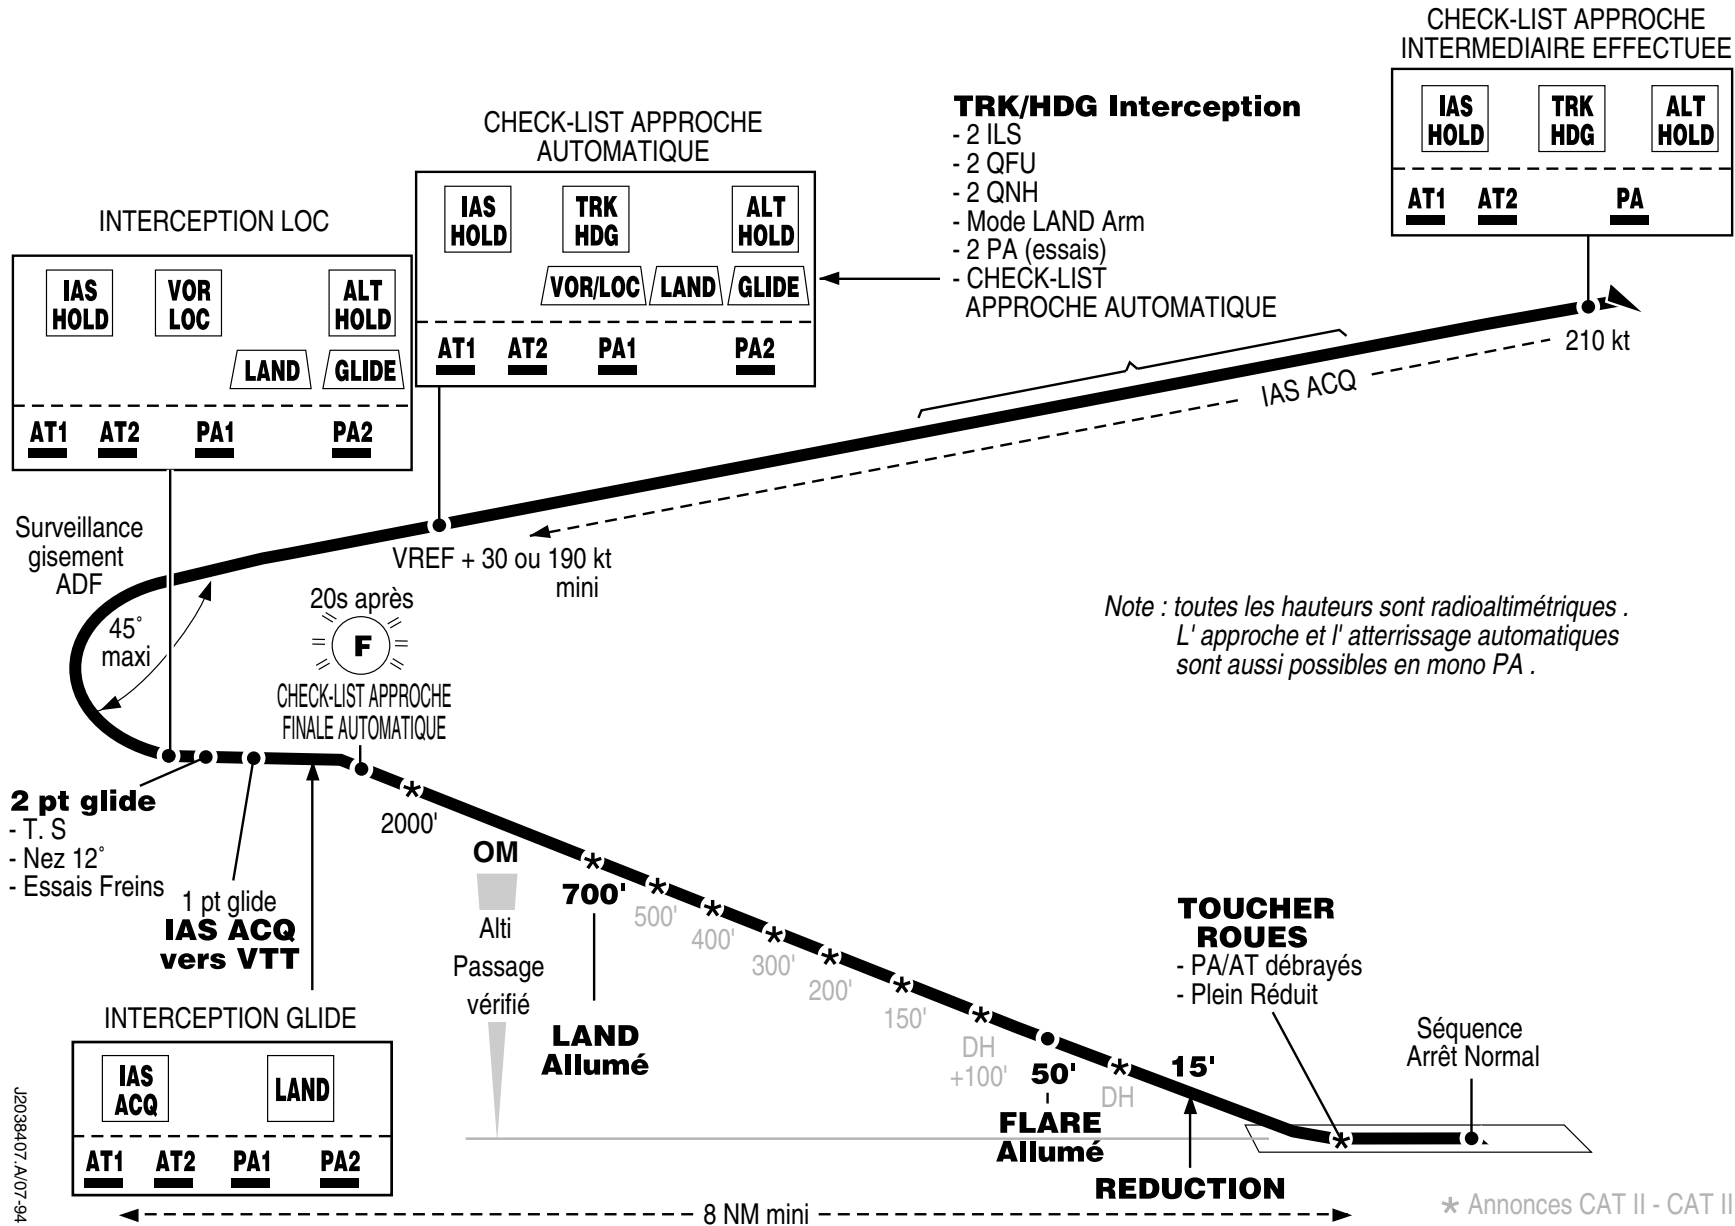 CHECK-LIST APPROCHE
INTERMEDIAIRE EFFECTUEE
IAS
HOLD
TRK
HDG
ALT
HOLD
AT1
AT2
PA
210 kt
IAS ACQ
TRK/HDG Interception
- 2 ILS
- 2 QFU
- 2 QNH
- Mode LAND Arm
- 2 PA (essais)
- CHECK-LIST
APPROCHE AUTOMATIQUE
CHECK-LIST APPROCHE
AUTOMATIQUE
IAS
HOLD
TRK
HDG
ALT
HOLD
VOR/LOC
LAND
GLIDE
AT1
AT2
PA1
PA2
VREF + 30 ou 190 kt
mini
INTERCEPTION LOC
IAS
HOLD
VOR
LOC
ALT
HOLD
LAND
GLIDE
AT1
AT2
PA1
PA2
Surveillance
gisement
ADF
45°
maxi
20s après
F
CHECK-LIST APPROCHE
FINALE AUTOMATIQUE
Note : toutes les hauteurs sont radioaltimétriques .
L' approche et l' atterrissage automatiques
sont aussi possibles en mono PA .
2 pt glide
- T. S
- Nez 12°
- Essais Freins
1 pt glide
IAS ACQ
vers VTT
INTERCEPTION GLIDE
IAS
ACQ
LAND
AT1
AT2
PA1
PA2
2000'
OM
Alti
Passage
vérifié
700'
LAND
Allumé
500'
400'
300'
200'
150'
DH
+100'
50'
FLARE
Allumé
DH
15'
REDUCTION
TOUCHER
ROUES
- PA/AT débrayés
- Plein Réduit
Séquence
Arrêt Normal
8 NM mini
* Annonces CAT II - CAT II
J2038407.A/07-94